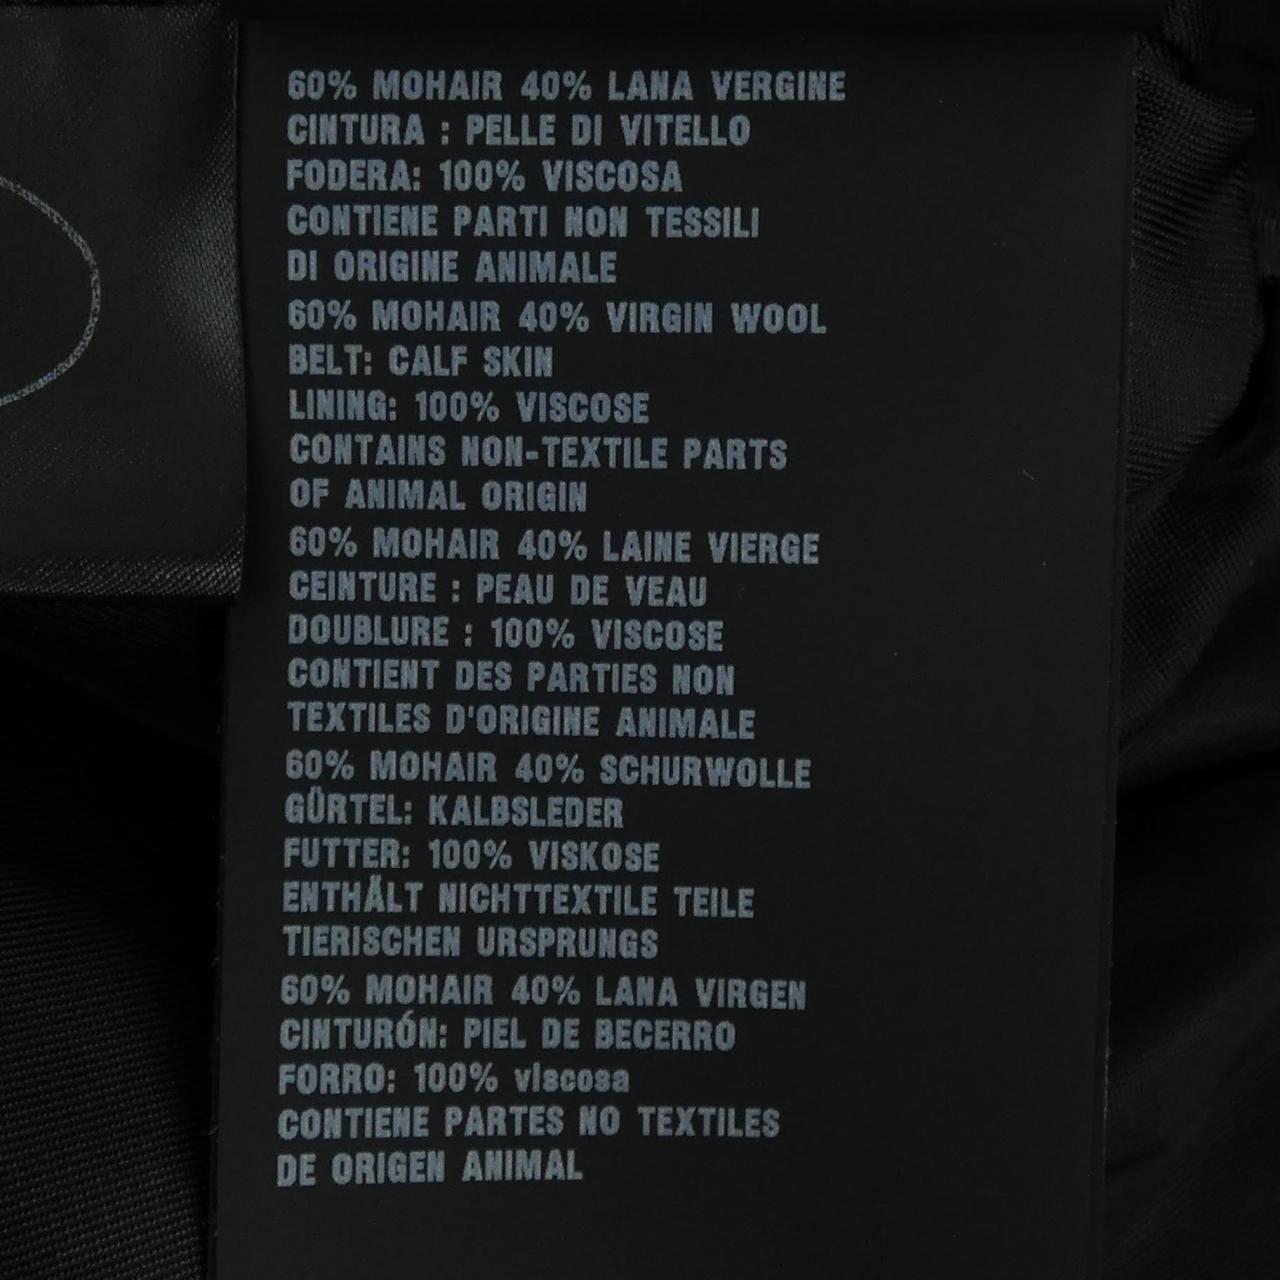 60% MOHAIR 40% LANA VERGINE
CINTURA : PELLE DI VITELLO
FODERA: 100% VISCOSA
CONTIENE PARTI NON TESSILI
DI ORIGINE ANIMALE
60% MOHAIR 40% VIRGIN WOOL
BELT: CALF SKIN
LINING: 100% VISCOSE
CONTAINS NON-TEXTILE PARTS
OF ANIMAL ORIGIN
60% MOHAIR 40% LAINE VIERGE
CEINTURE : PEAU DE VEAU
DOUBLURE : 100% VISCOSE
CONTIENT DES PARTIES NON
TEXTILES D'ORIGINE ANIMALE
60% MOHAIR 40% SCHURWOLLE
GÜRTEL: KALBSLEDER
FUTTER: 100% VISKOSE
ENTHÄLT NICHTTEXTILE TEILE
TIERISCHEN URSPRUNGS
60% MOHAIR 40% LANA VIRGEN
CINTURÓN: PIEL DE BECERRO
FORRO: 100% viscosa
CONTIENE PARTES NO TEXTILES
DE ORIGEN ANIMAL